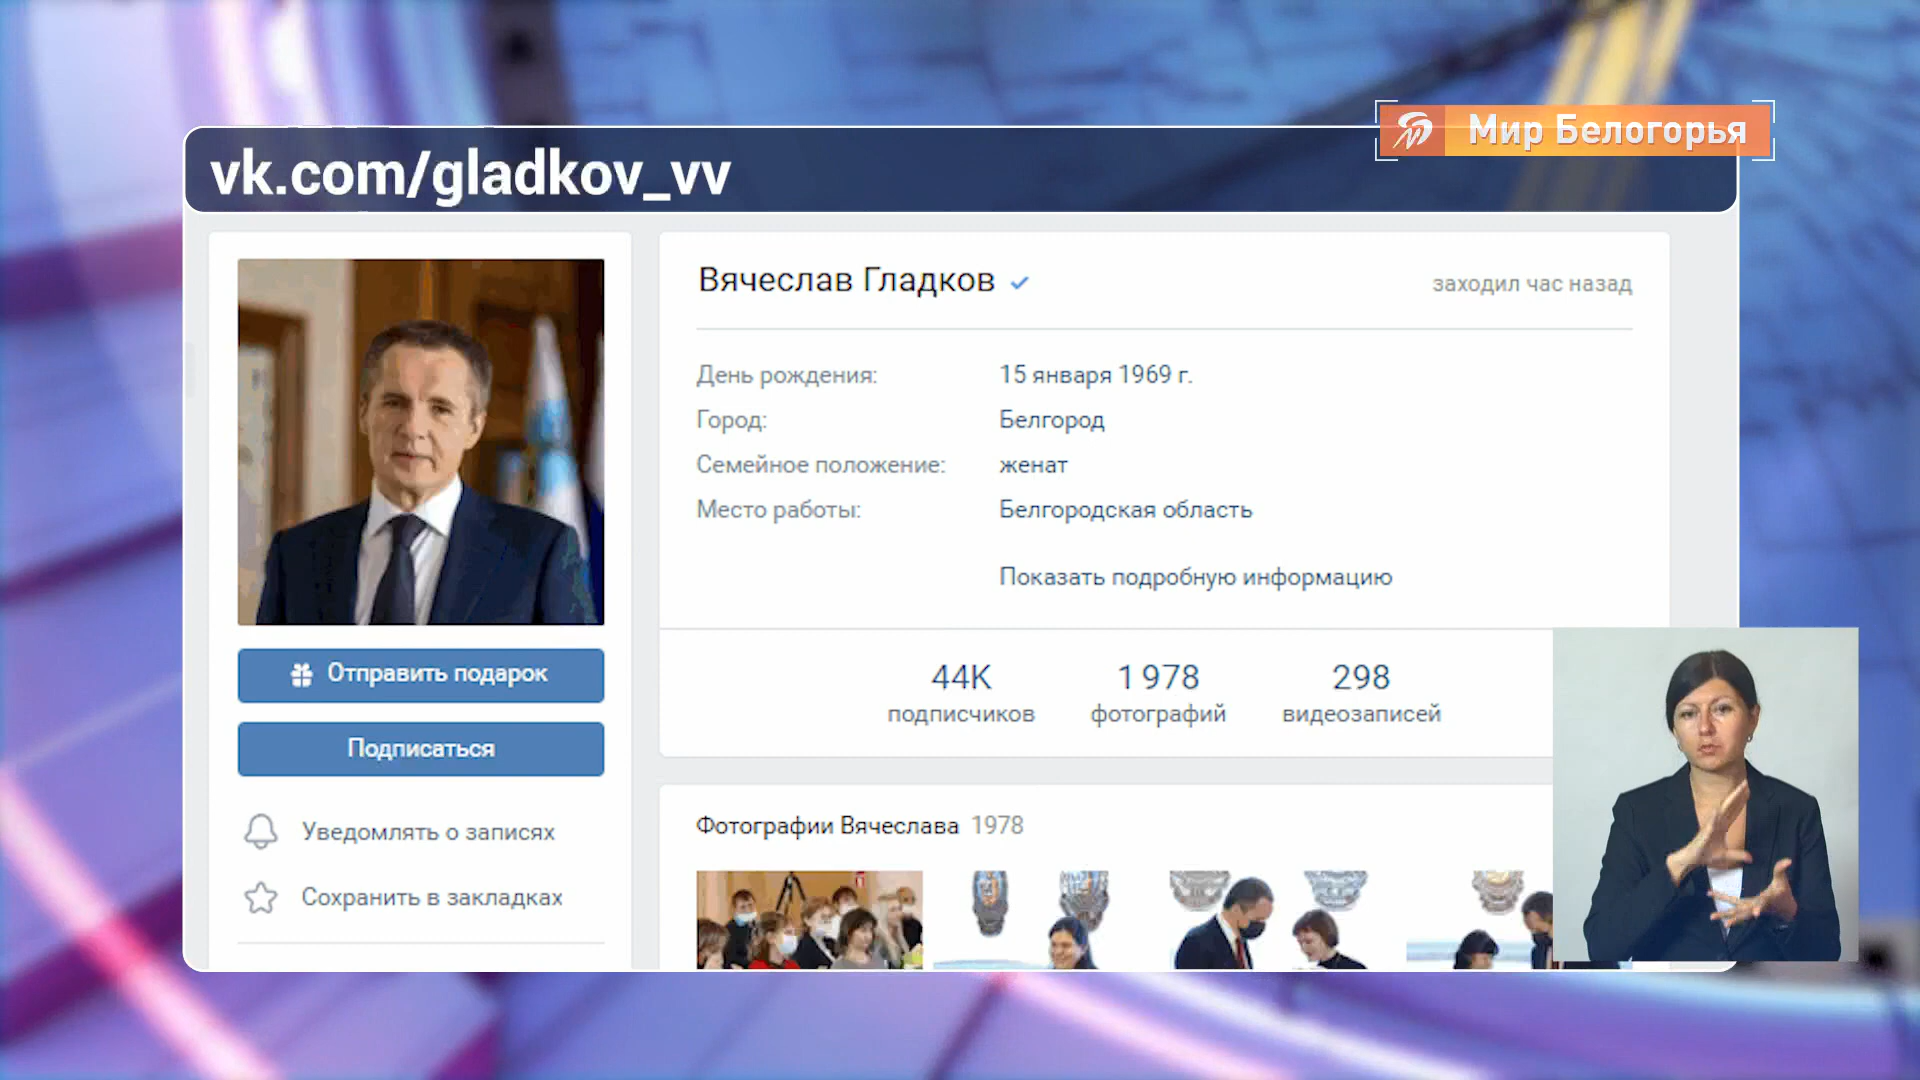 Мир Белогорья
vk.com/gladkov_vv
Вячеслав Гладков
заходил час назад
День рождения: 15 января 1969 г.
Город: Белгород
Семейное положение: женат
Место работы: Белгородская область
Показать подробную информацию
44K
подписчиков
1 978
фотографий
298
видеозаписей
Отправить подарок
Подписаться
Уведомлять о записях
Сохранить в закладках
Фотографии Вячеслава 1978